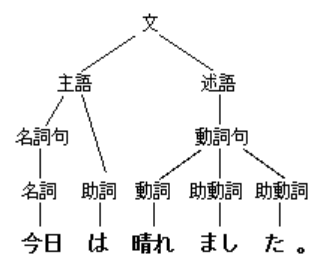 文
主語 述語
名詞句 動詞句
名詞 助詞 動詞 助動詞 助動詞
今日 は 晴れ まし た 。